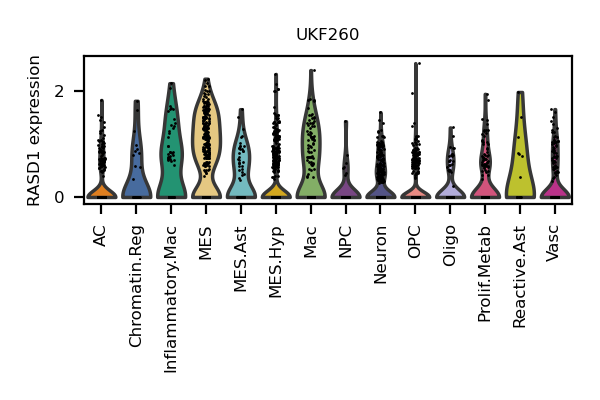 UKF260
RASD1 expression
2
0
AC
Chromatin.Reg
Inflammatory.Mac
MES
MES.Ast
MES.Hyp
Mac
NPC
Neuron
OPC
Oligo
Prolif.Metab
Reactive.Ast
Vasc